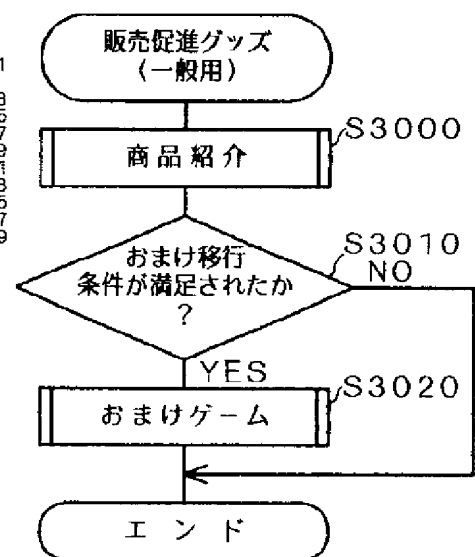 販売促進グッズ
(一般用)
S3000
商品紹介
S3010
おまけ移行
条件が満足されたか
?
NO
YES
S3020
おまけゲーム
エンド